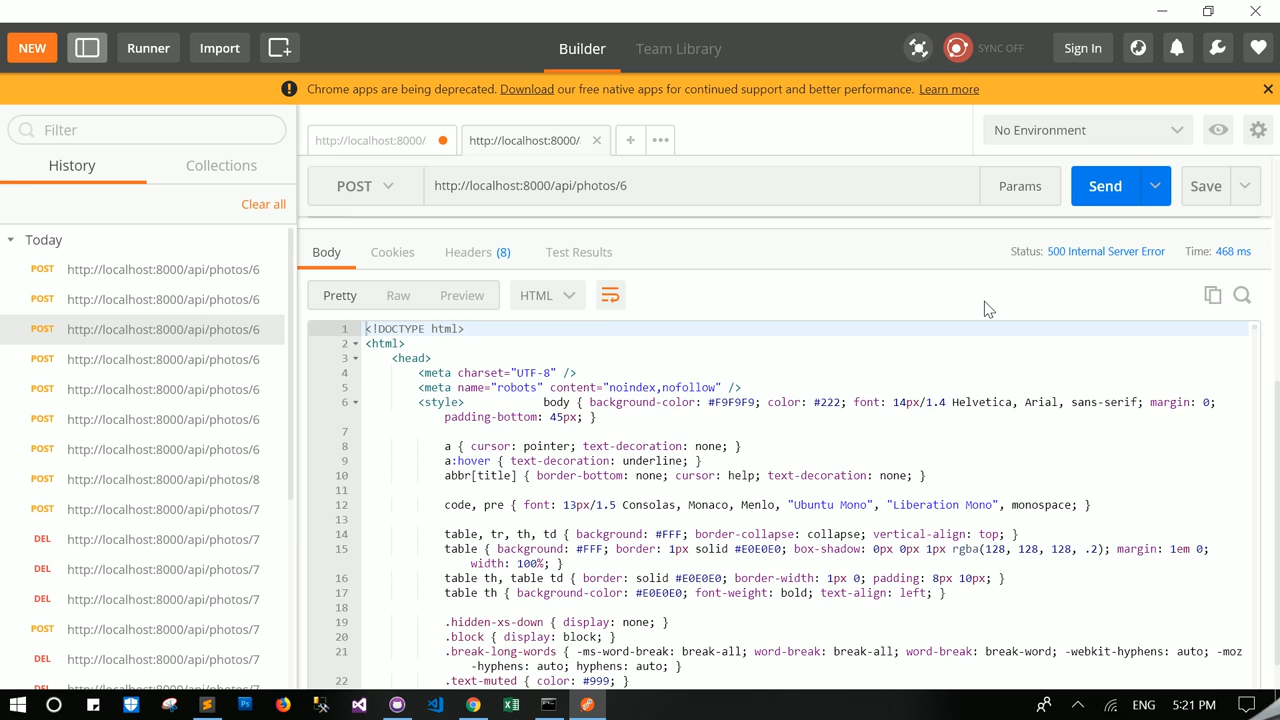 NEW Runner Import Builder Team Library SYNC OFF Sign In
Chrome apps are being deprecated. Download our free native apps for continued support and better performance. Learn more
Filter
History Collections
Clear all
Today
POST http://localhost:8000/api/photos/6
POST http://localhost:8000/api/photos/6
POST http://localhost:8000/api/photos/6
POST http://localhost:8000/api/photos/6
POST http://localhost:8000/api/photos/6
POST http://localhost:8000/api/photos/6
POST http://localhost:8000/api/photos/6
POST http://localhost:8000/api/photos/8
POST http://localhost:8000/api/photos/7
DEL http://localhost:8000/api/photos/7
DEL http://localhost:8000/api/photos/7
DEL http://localhost:8000/api/photos/7
POST http://localhost:8000/api/photos/7
DEL http://localhost:8000/api/photos/7
DEL http://localhost:8000/api/photos/7
http://localhost:8000/ http://localhost:8000/
No Environment
POST http://localhost:8000/api/photos/6 Params Send Save
Body Cookies Headers (8) Test Results Status: 500 Internal Server Error Time: 468 ms
Pretty Raw Preview HTML
1 <!DOCTYPE html>
2 <html>
3 <head>
4 <meta charset="UTF-8" />
5 <meta name="robots" content="noindex,nofollow" />
6 <style> body { background-color: #F9F9F9; color: #222; font: 14px/1.4 Helvetica, Arial, sans-serif; margin: 0;
padding-bottom: 45px; }
7
8 a { cursor: pointer; text-decoration: none; }
9 a:hover { text-decoration: underline; }
10 abbr[title] { border-bottom: none; cursor: help; text-decoration: none; }
11
12 code, pre { font: 13px/1.5 Consolas, Monaco, Menlo, "Ubuntu Mono", "Liberation Mono", monospace; }
13
14 table, tr, th, td { background: #FFF; border-collapse: collapse; vertical-align: top; }
15 table { background: #FFF; border: 1px solid #E0E0E0; box-shadow: 0px 0px 1px rgba(128, 128, 128, .2); margin: 1em 0;
width: 100%; }
16 table th, table td { border: solid #E0E0E0; border-width: 1px 0; padding: 8px 10px; }
17 table th { background-color: #E0E0E0; font-weight: bold; text-align: left; }
18
19 .hidden-xs-down { display: none; }
20 .block { display: block; }
21 .break-long-words { -ms-word-break: break-all; word-break: break-all; word-break: break-word; -webkit-hyphens: auto; -moz
-hyphens: auto; hyphens: auto; }
22 .text-muted { color: #999; }
ENG 5:21 PM